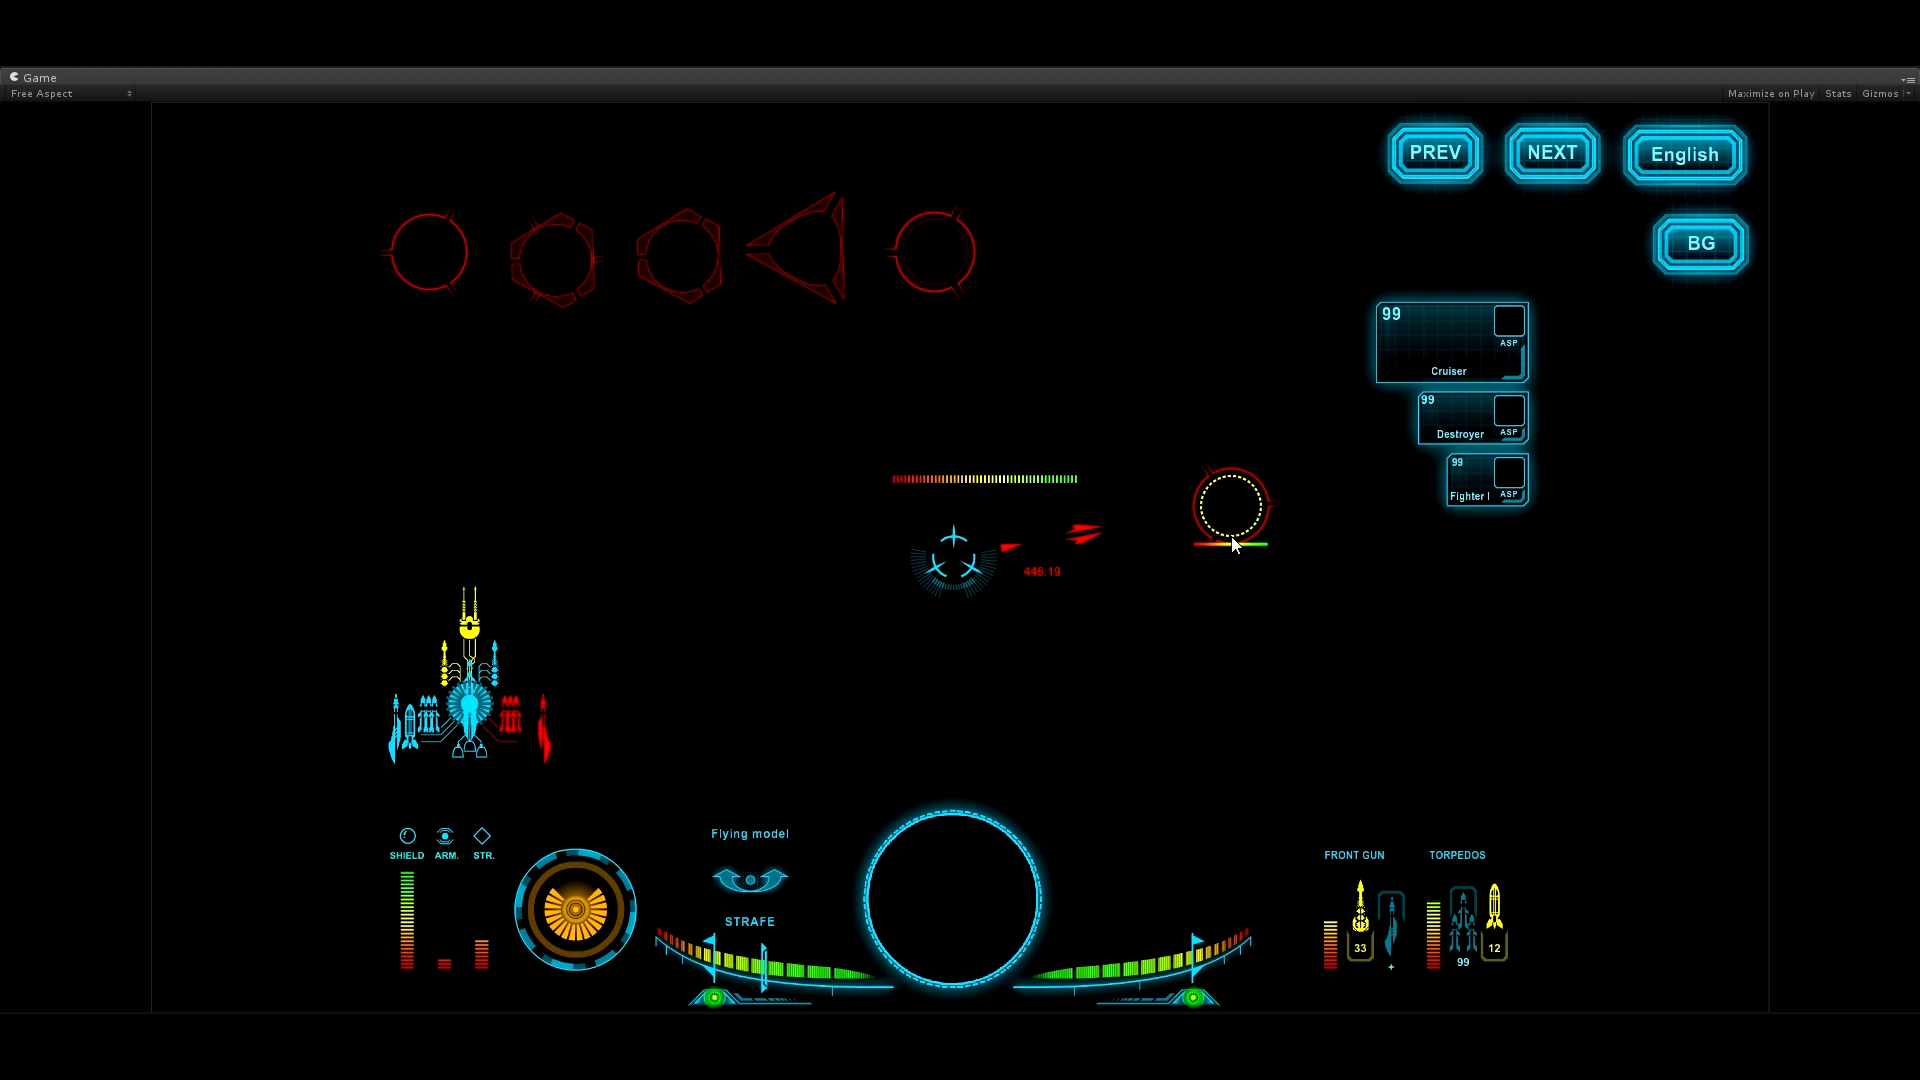 Game
Free Aspect
Maximize on Play Stats Gizmos
PREV NEXT English
BG
99
ASP
Cruiser
99
Destroyer ASP
99
Fighter I ASP
446.19
Flying model
STRAFE
SHIELD ARM. STR.
FRONT GUN TORPEDOS
33
+
99
12